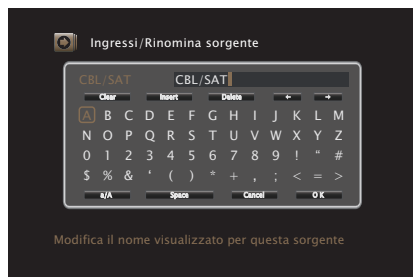 Ingressi/Rinomina sorgente
CBL/SAT CBL/SAT
Clear Insert Delete ← →
A B C D E F G H I J K L M
N O P Q R S T U V W X Y Z
0 1 2 3 4 5 6 7 8 9 ! “ #
$ % & ‘ ( ) * + , ; < = >
a/A Space Cancel OK
Modifica il nome visualizzato per questa sorgente